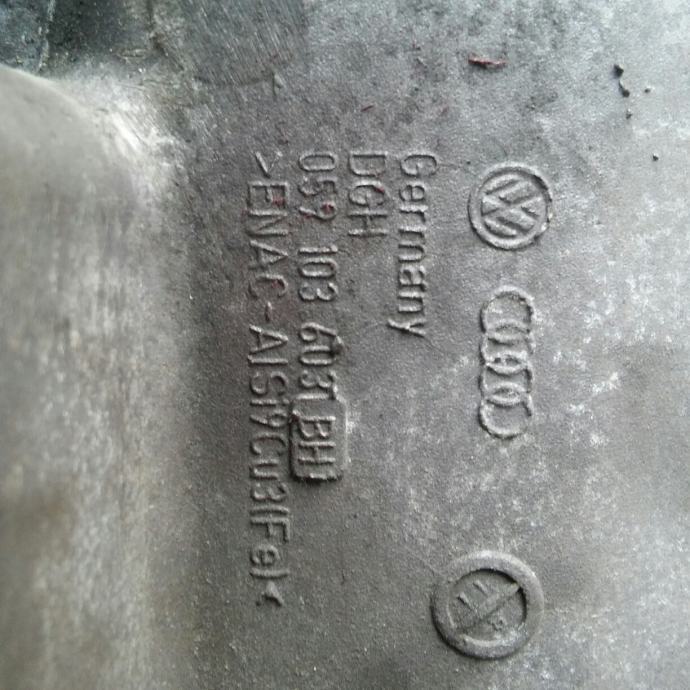 Germany
DGH
059 103 603 BH
>ENAC-AlSi9Cu3(Fe)<